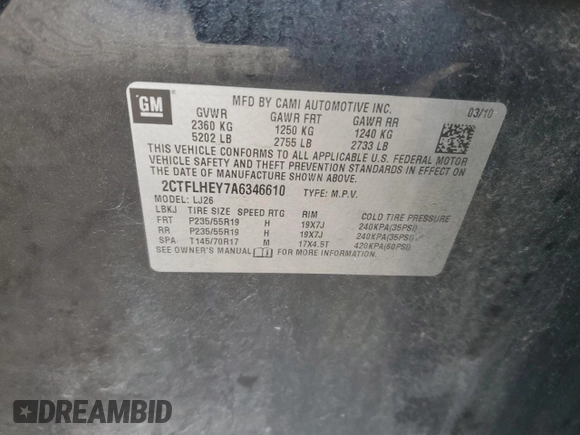 GM
MFD BY CAMI AUTOMOTIVE INC.
03/10
GVWR GAWR FRT GAWR RR
2360 KG 1250 KG 1240 KG
5202 LB 2755 LB 2733 LB
THIS VEHICLE CONFORMS TO ALL APPLICABLE U.S. FEDERAL MOTOR
VEHICLE SAFETY AND THEFT PREVENTION STANDARDS IN EFFECT ON
THE DATE OF MANUFACTURE SHOWN ABOVE.
2CTFLHEY7A6346610 TYPE: M.P.V.
MODEL: LJ26
LBKJ TIRE SIZE SPEED RTG RIM COLD TIRE PRESSURE
FRT P235/55R19 H 19X7J 240KPA(35PSI)
RR P235/55R19 H 19X7J 240KPA(35PSI)
SPA T145/70R17 M 17X4.5T 420KPA(60PSI)
SEE OWNER'S MANUAL FOR MORE INFORMATION.
DREAMBID